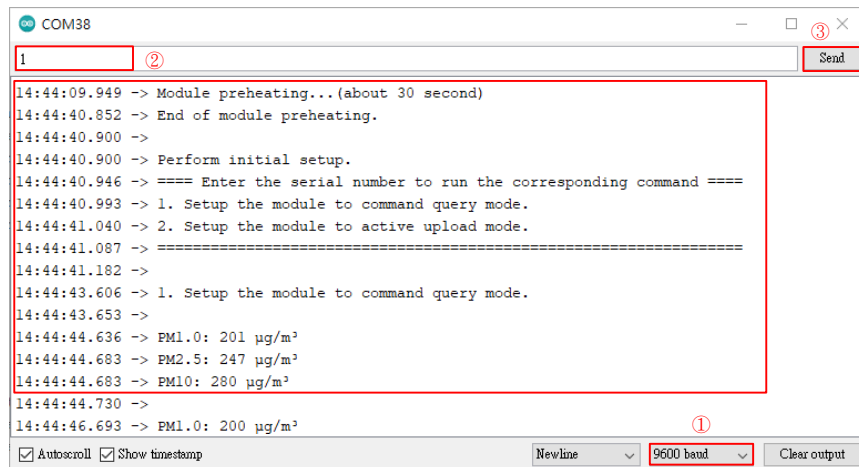 COM38
③
1
②
Send
14:44:09.949 -> Module preheating...(about 30 second)
14:44:40.852 -> End of module preheating.
14:44:40.900 ->
14:44:40.900 -> Perform initial setup.
14:44:40.946 -> ==== Enter the serial number to run the corresponding command ====
14:44:40.993 -> 1. Setup the module to command query mode.
14:44:41.040 -> 2. Setup the module to active upload mode.
14:44:41.087 -> ==================================================================
14:44:41.182 ->
14:44:43.606 -> 1. Setup the module to command query mode.
14:44:43.653 ->
14:44:44.636 -> PM1.0: 201 μg/m³
14:44:44.683 -> PM2.5: 247 μg/m³
14:44:44.683 -> PM10: 280 μg/m³
14:44:44.730 ->
14:44:46.693 -> PM1.0: 200 μg/m³
①
Autoscroll Show timestamp Newline 9600 baud Clear output